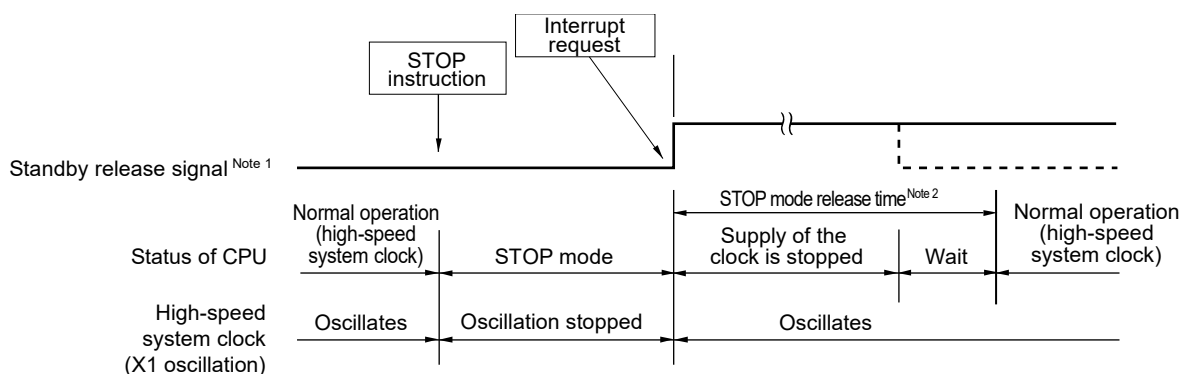 Interrupt
request
STOP
instruction
Standby release signal Note 1
STOP mode release time Note 2
Normal operation
(high-speed
system clock)
Supply of the
clock is stopped
Normal operation
(high-speed
system clock)
Status of CPU
STOP mode
Wait
High-speed
system clock
(X1 oscillation)
Oscillates
Oscillation stopped
Oscillates